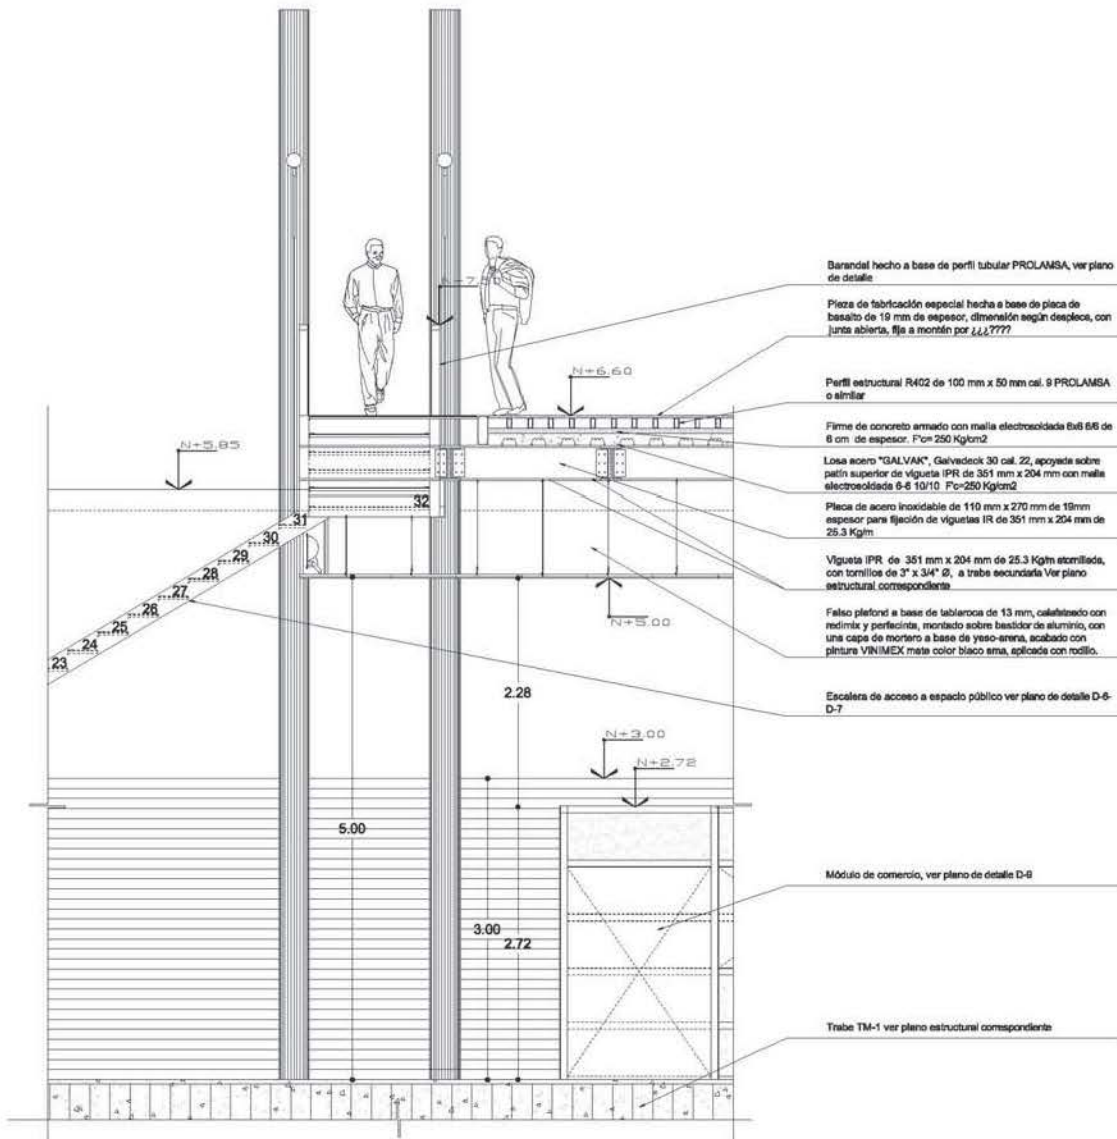 N+7.
Barandal hecho a base de perfil tubular PROLAMSA, ver plano
de detalle
Pieza de fabricación especial hecha a base de placa de
basalto de 19 mm de espesor, dimensión según despiece, con
junta abierta, fija a montén por ¿¿¿????
N+6.60
Perfil estructural R402 de 100 mm x 50 mm cal. 9 PROLAMSA
o similar
Firme de concreto armado con malla electrosoldada 6x6 6/6 de
6 cm de espesor. F'c= 250 Kg/cm2
N+5.85
Losa acero "GALVAK", Galvadeck 30 cal. 22, apoyada sobre
patín superior de vigueta IPR de 351 mm x 204 mm con malla
electrosoldada 6-6 10/10 F'c=250 Kg/cm2
Placa de acero inoxidable de 110 mm x 270 mm de 19mm
espesor para fijación de viguetas IR de 351 mm x 204 mm de
25.3 Kg/m
32
31
30
29
28
27
26
25
24
23
Vigueta IPR de 351 mm x 204 mm de 25.3 Kg/m atornillada,
con tornillos de 3" x 3/4" Ø, a trabe secundaria Ver plano
estructural correspondiente
N+5.00
Falso plafond a base de tablaroca de 13 mm, calafateado con
redimix y perfacinta, montado sobre bastidor de aluminio, con
una capa de mortero a base de yeso-arena, acabado con
pintura VINIMEX mate color blaco ama, aplicada con rodillo.
2.28
Escalera de acceso a espacio público ver plano de detalle D-6-
D-7
N+3.00
N+2.72
5.00
Módulo de comercio, ver plano de detalle D-9
3.00
2.72
Trabe TM-1 ver plano estructural correspondiente